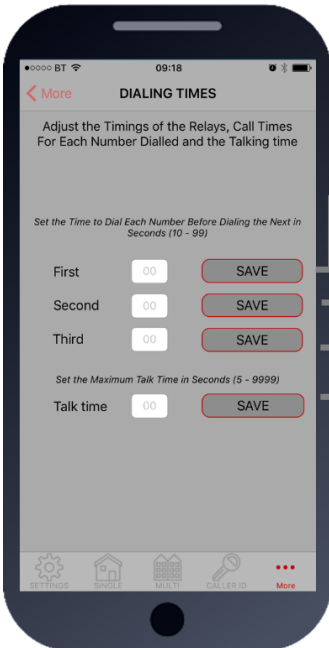 ●○○○○ BT 09:18
More DIALING TIMES
Adjust the Timings of the Relays, Call Times
For Each Number Dialled and the Talking time
Set the Time to Dial Each Number Before Dialing the Next in
Seconds (10 - 99)
First 00 SAVE
Second 00 SAVE
Third 00 SAVE
Set the Maximum Talk Time in Seconds (5 - 9999)
Talk time 00 SAVE
SETTINGS SINGLE MULTI CALLER ID More